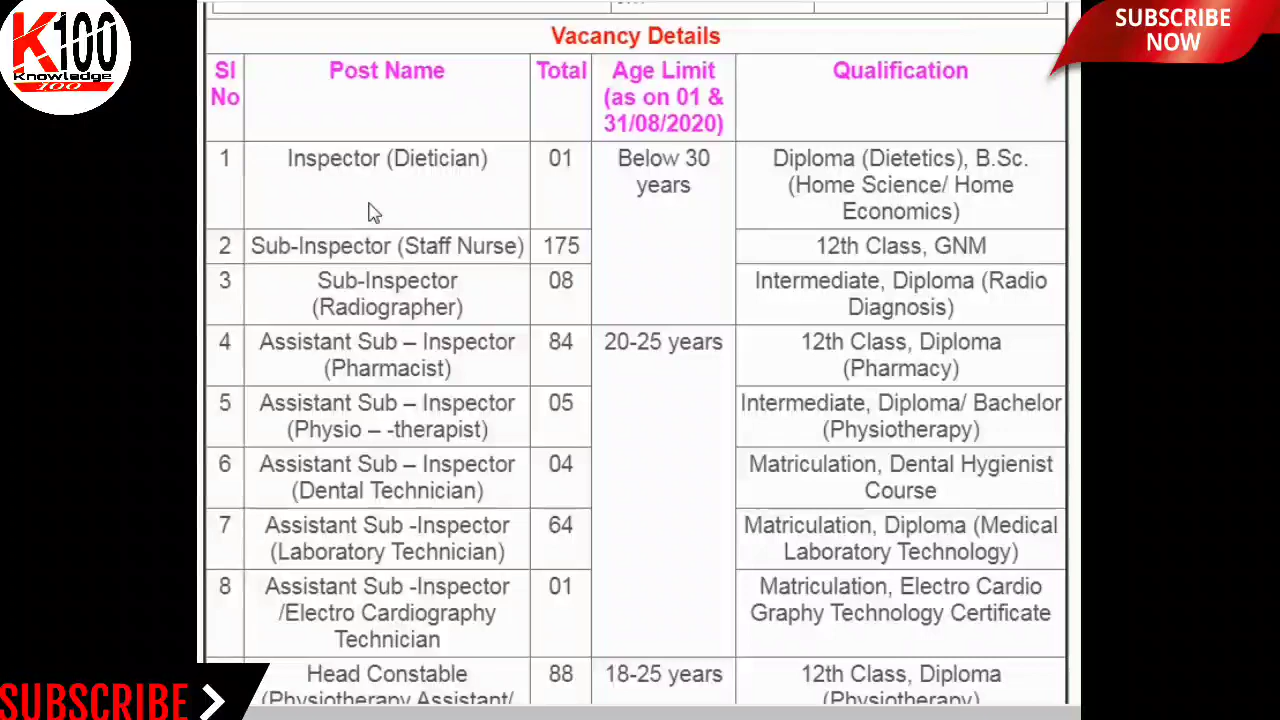 K100
Knowledge
100
SUBSCRIBE
NOW
Vacancy Details
Sl No Post Name Total Age Limit (as on 01 & 31/08/2020) Qualification
1 Inspector (Dietician) 01 Below 30 years Diploma (Dietetics), B.Sc. (Home Science/ Home Economics)
2 Sub-Inspector (Staff Nurse) 175 12th Class, GNM
3 Sub-Inspector (Radiographer) 08 Intermediate, Diploma (Radio Diagnosis)
4 Assistant Sub – Inspector (Pharmacist) 84 20-25 years 12th Class, Diploma (Pharmacy)
5 Assistant Sub – Inspector (Physio – -therapist) 05 Intermediate, Diploma/ Bachelor (Physiotherapy)
6 Assistant Sub – Inspector (Dental Technician) 04 Matriculation, Dental Hygienist Course
7 Assistant Sub -Inspector (Laboratory Technician) 64 Matriculation, Diploma (Medical Laboratory Technology)
8 Assistant Sub -Inspector /Electro Cardiography Technician 01 Matriculation, Electro Cardio Graphy Technology Certificate
Head Constable (Physiotherapy Assistant/ 88 18-25 years 12th Class, Diploma (Physiotherapy)
SUBSCRIBE